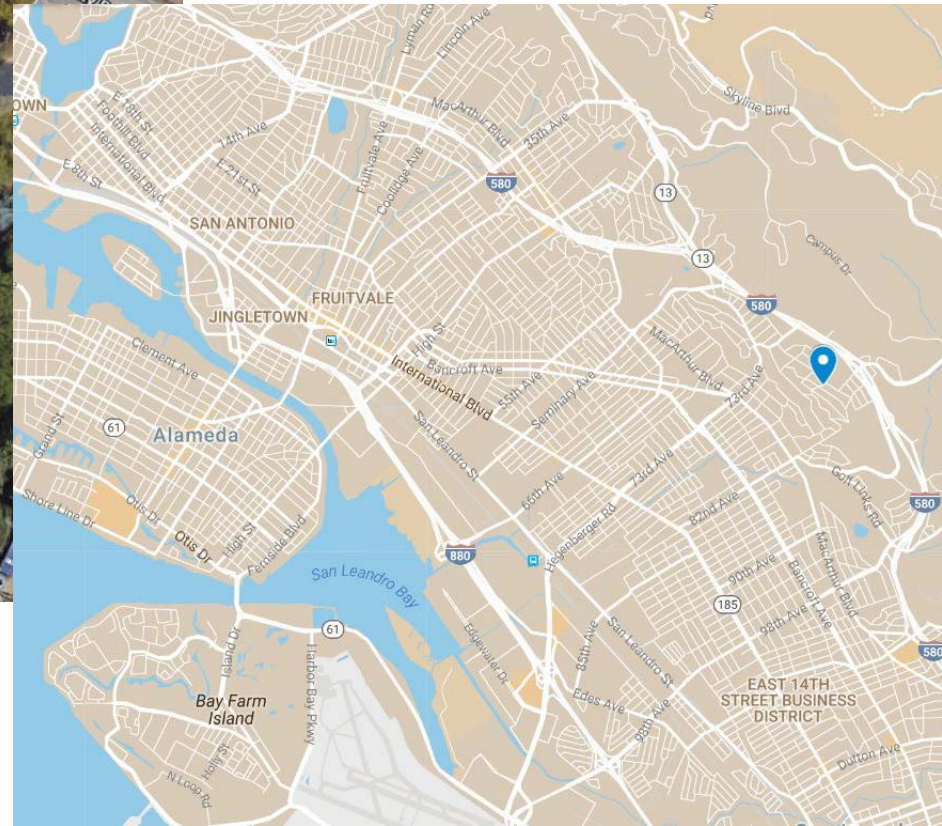 Lyman Ro
Lincoln Ave
Skyline Blvd
OWN
E 18th St
Foothill Blvd
International Blvd
14th Ave
MacArthur Blvd
35th Ave
E 8th St
E 21st St
Fruitvale Ave
Coolidge Ave
580
13
SAN ANTONIO
13
Campus Dr
FRUITVALE
580
JINGLETOWN
High St
MacArthur Blvd
Clement Ave
Bancroft Ave
International Blvd
55th Ave
Seminary Ave
73rd Ave
61
Grand St
Alameda
San Leandro St
73rd Ave
Golf Links Rd
66th Ave
82nd Ave
580
Shore Line Dr
Otis Dr
Otis Dr
High St
Fernside Blvd
Hegenberger Rd
880
MacArthur Blvd
San Leandro Bay
90th Ave
Bancroft Ave
185
98th Ave
61
Island Dr
Harbor Bay Pkwy
Edgewater Dr
85th Ave
San Leandro St
580
Bay Farm
Island
Edes Ave
98th Ave
EAST 14TH
STREET BUSINESS
DISTRICT
Holly St
Dutton Ave
N Loop Rd